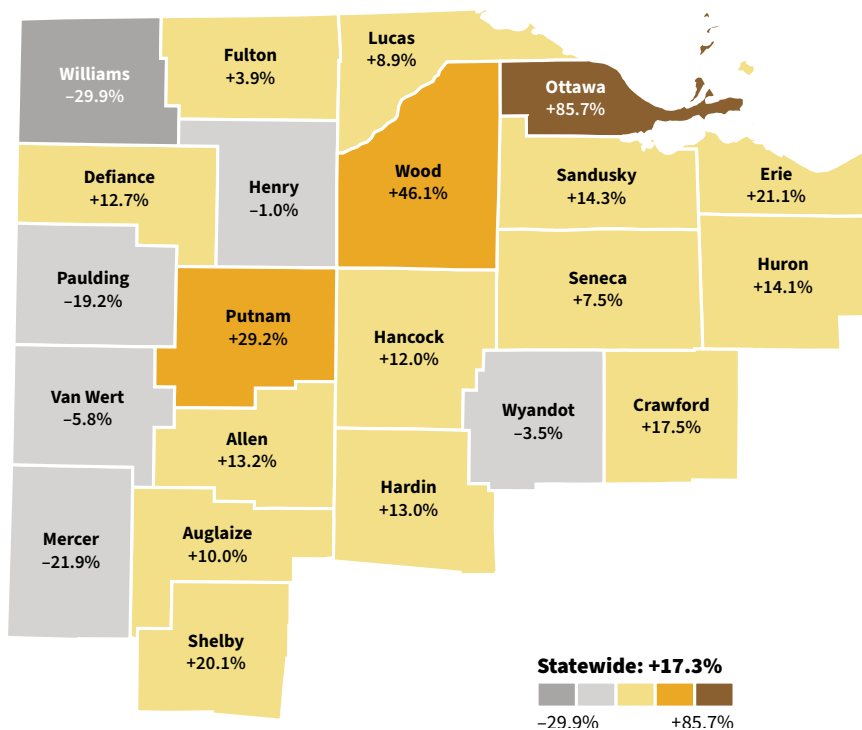 Williams
–29.9%
Fulton
+3.9%
Lucas
+8.9%
Ottawa
+85.7%
Defiance
+12.7%
Henry
–1.0%
Wood
+46.1%
Sandusky
+14.3%
Erie
+21.1%
Paulding
–19.2%
Putnam
+29.2%
Hancock
+12.0%
Seneca
+7.5%
Huron
+14.1%
Van Wert
–5.8%
Allen
+13.2%
Wyandot
–3.5%
Crawford
+17.5%
Mercer
–21.9%
Auglaize
+10.0%
Hardin
+13.0%
Shelby
+20.1%
Statewide: +17.3%
–29.9% +85.7%